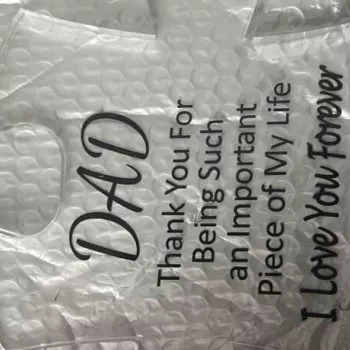 DAD
Thank You For
Being Such
an Important
Piece of My Life
I Love You Forever